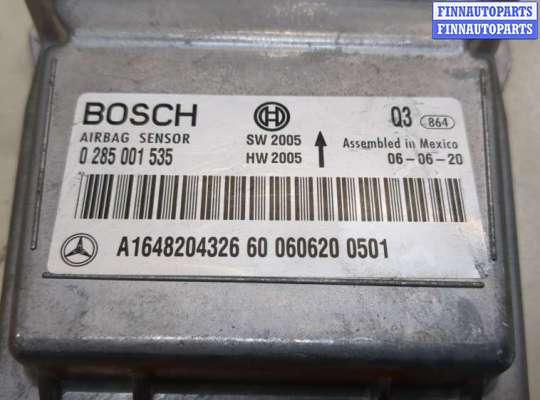 FINNAUTOPARTS
FINNAUTOPARTS
BOSCH
AIRBAG SENSOR
0 285 001 535
SW 2005
HW 2005
Q3 864
Assembled in Mexico
06-06-20
A1648204326 60 060620 0501